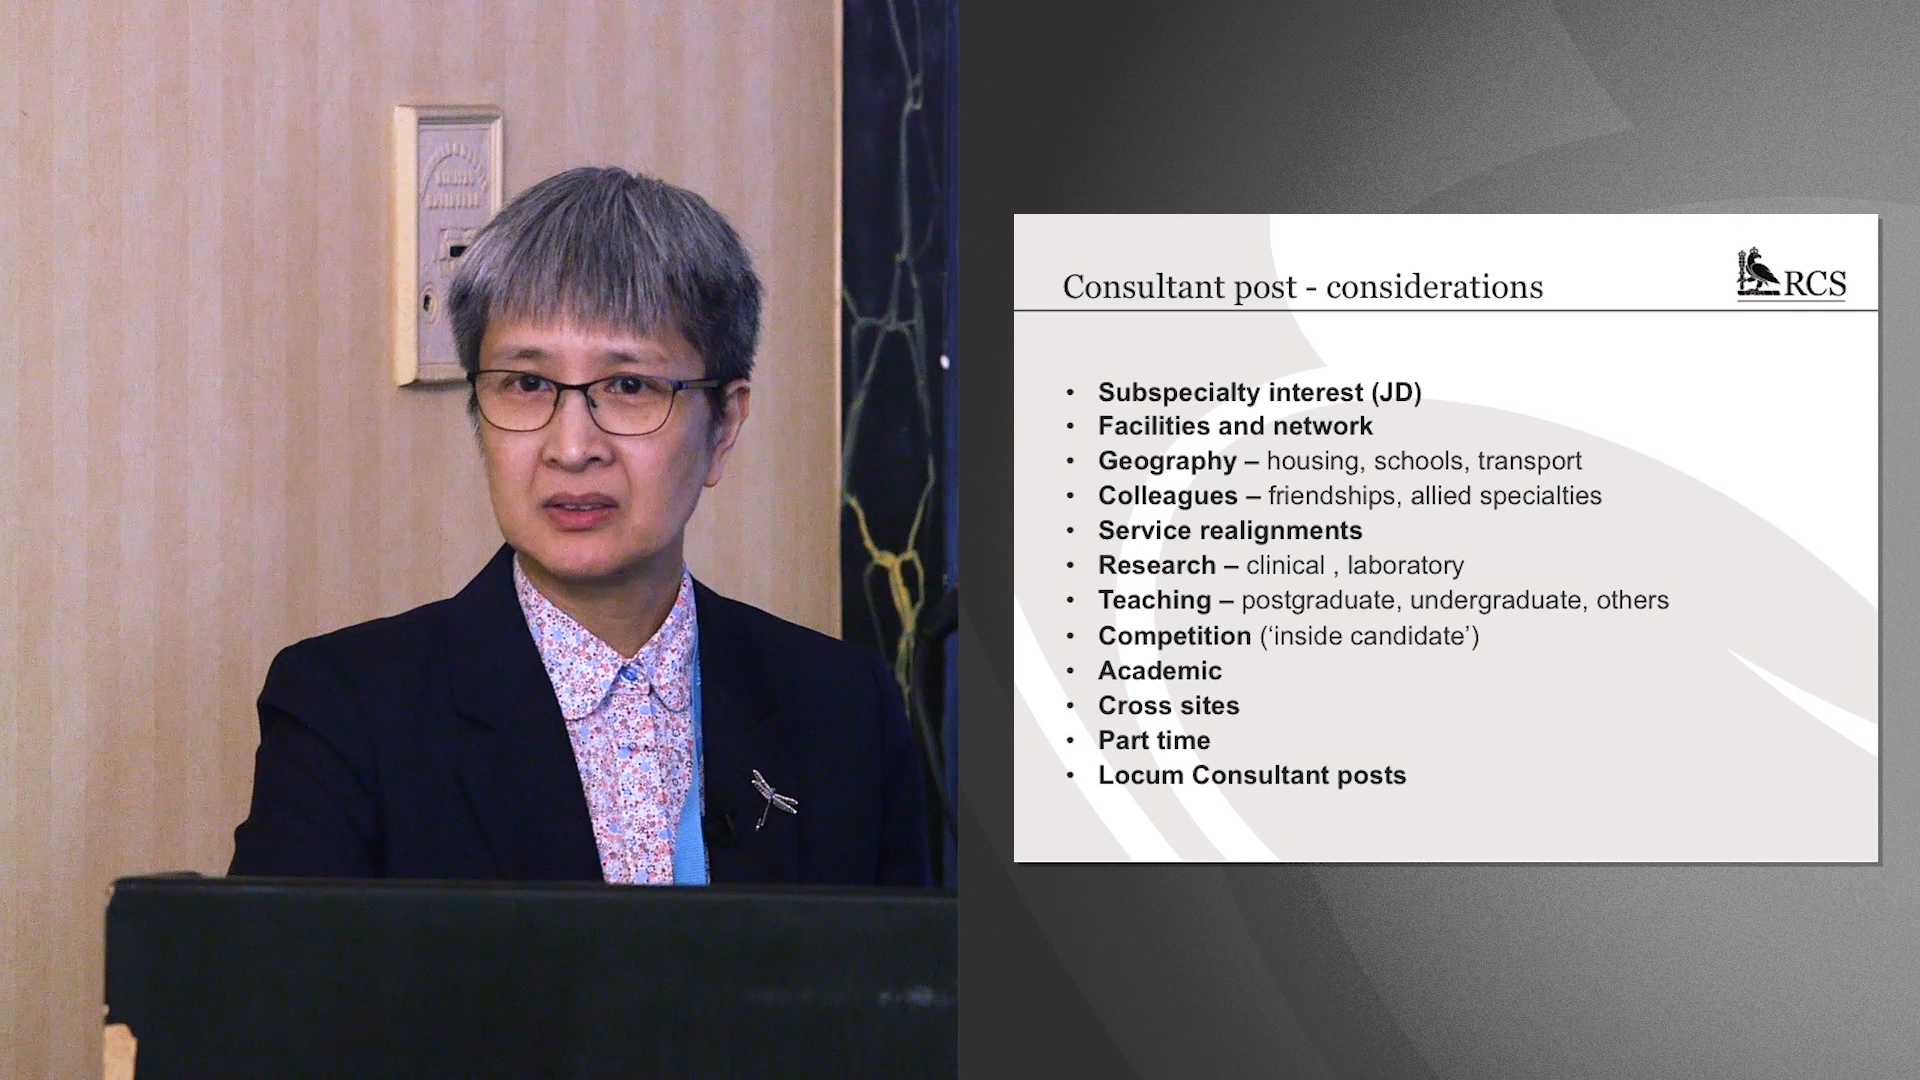 Consultant post - considerations
RCS
• Subspecialty interest (JD)
• Facilities and network
• Geography – housing, schools, transport
• Colleagues – friendships, allied specialties
• Service realignments
• Research – clinical , laboratory
• Teaching – postgraduate, undergraduate, others
• Competition (‘inside candidate’)
• Academic
• Cross sites
• Part time
• Locum Consultant posts